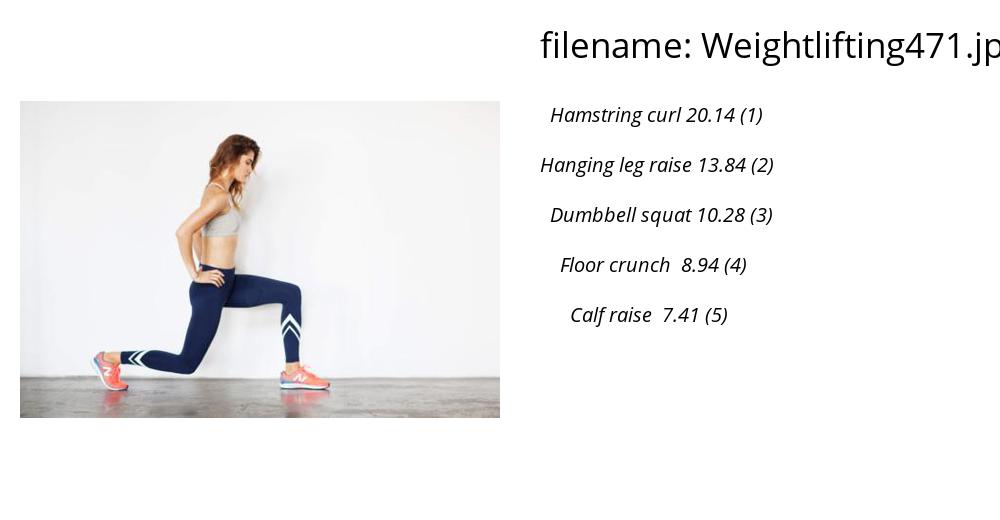 filename: Weightlifting471.jp
Hamstring curl 20.14 (1)
Hanging leg raise 13.84 (2)
Dumbbell squat 10.28 (3)
Floor crunch  8.94 (4)
Calf raise  7.41 (5)
N